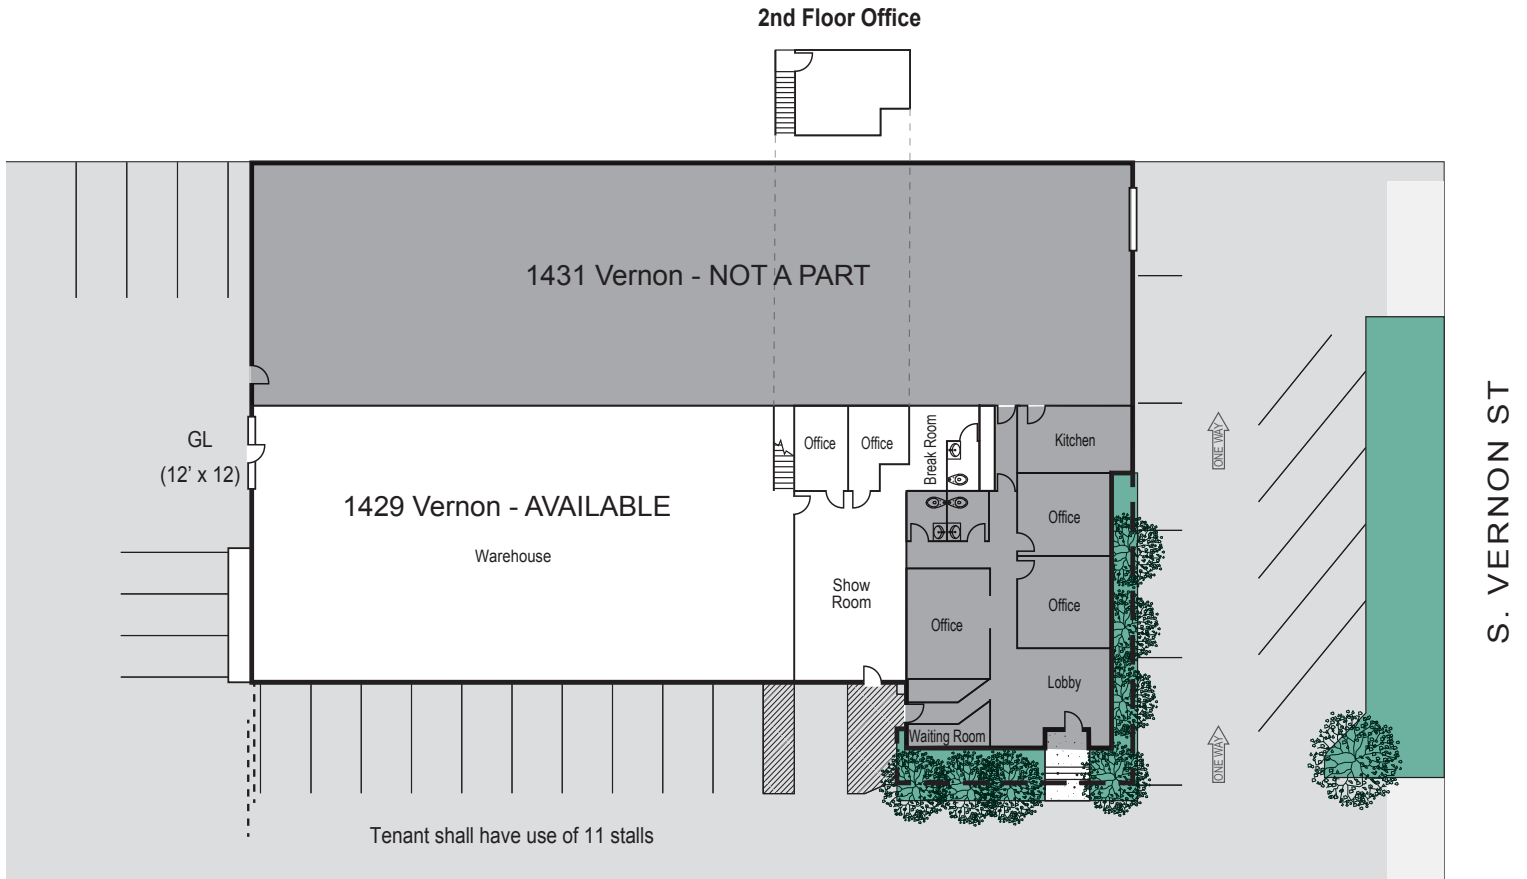 2nd Floor Office
1431 Vernon - NOT A PART
GL
(12' x 12)
Office
Office
Break Room
Kitchen
1429 Vernon - AVAILABLE
Warehouse
Office
Show
Room
Office
Office
Lobby
Waiting Room
ONE WAY
ONE WAY
S. VERNON ST
Tenant shall have use of 11 stalls